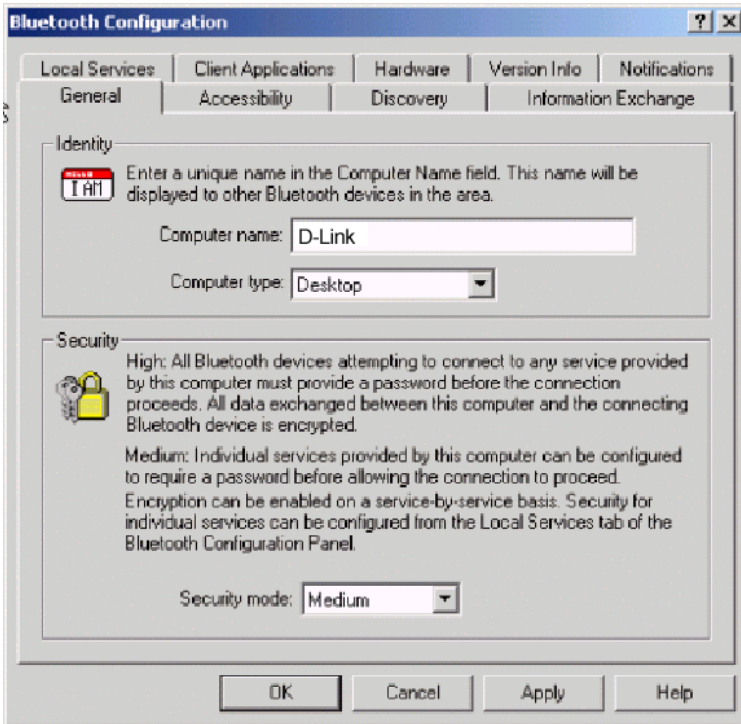 Bluetooth Configuration
Local Services Client Applications Hardware Version Info Notifications
General Accessibility Discovery Information Exchange
Identity
HELLO
I AM
Enter a unique name in the Computer Name field. This name will be
displayed to other Bluetooth devices in the area.
Computer name: D-Link
Computer type: Desktop
Security
High: All Bluetooth devices attempting to connect to any service provided
by this computer must provide a password before the connection
proceeds. All data exchanged between this computer and the connecting
Bluetooth device is encrypted.
Medium: Individual services provided by this computer can be configured
to require a password before allowing the connection to proceed.
Encryption can be enabled on a service-by-service basis. Security for
individual services can be configured from the Local Services tab of the
Bluetooth Configuration Panel.
Security mode: Medium
OK Cancel Apply Help